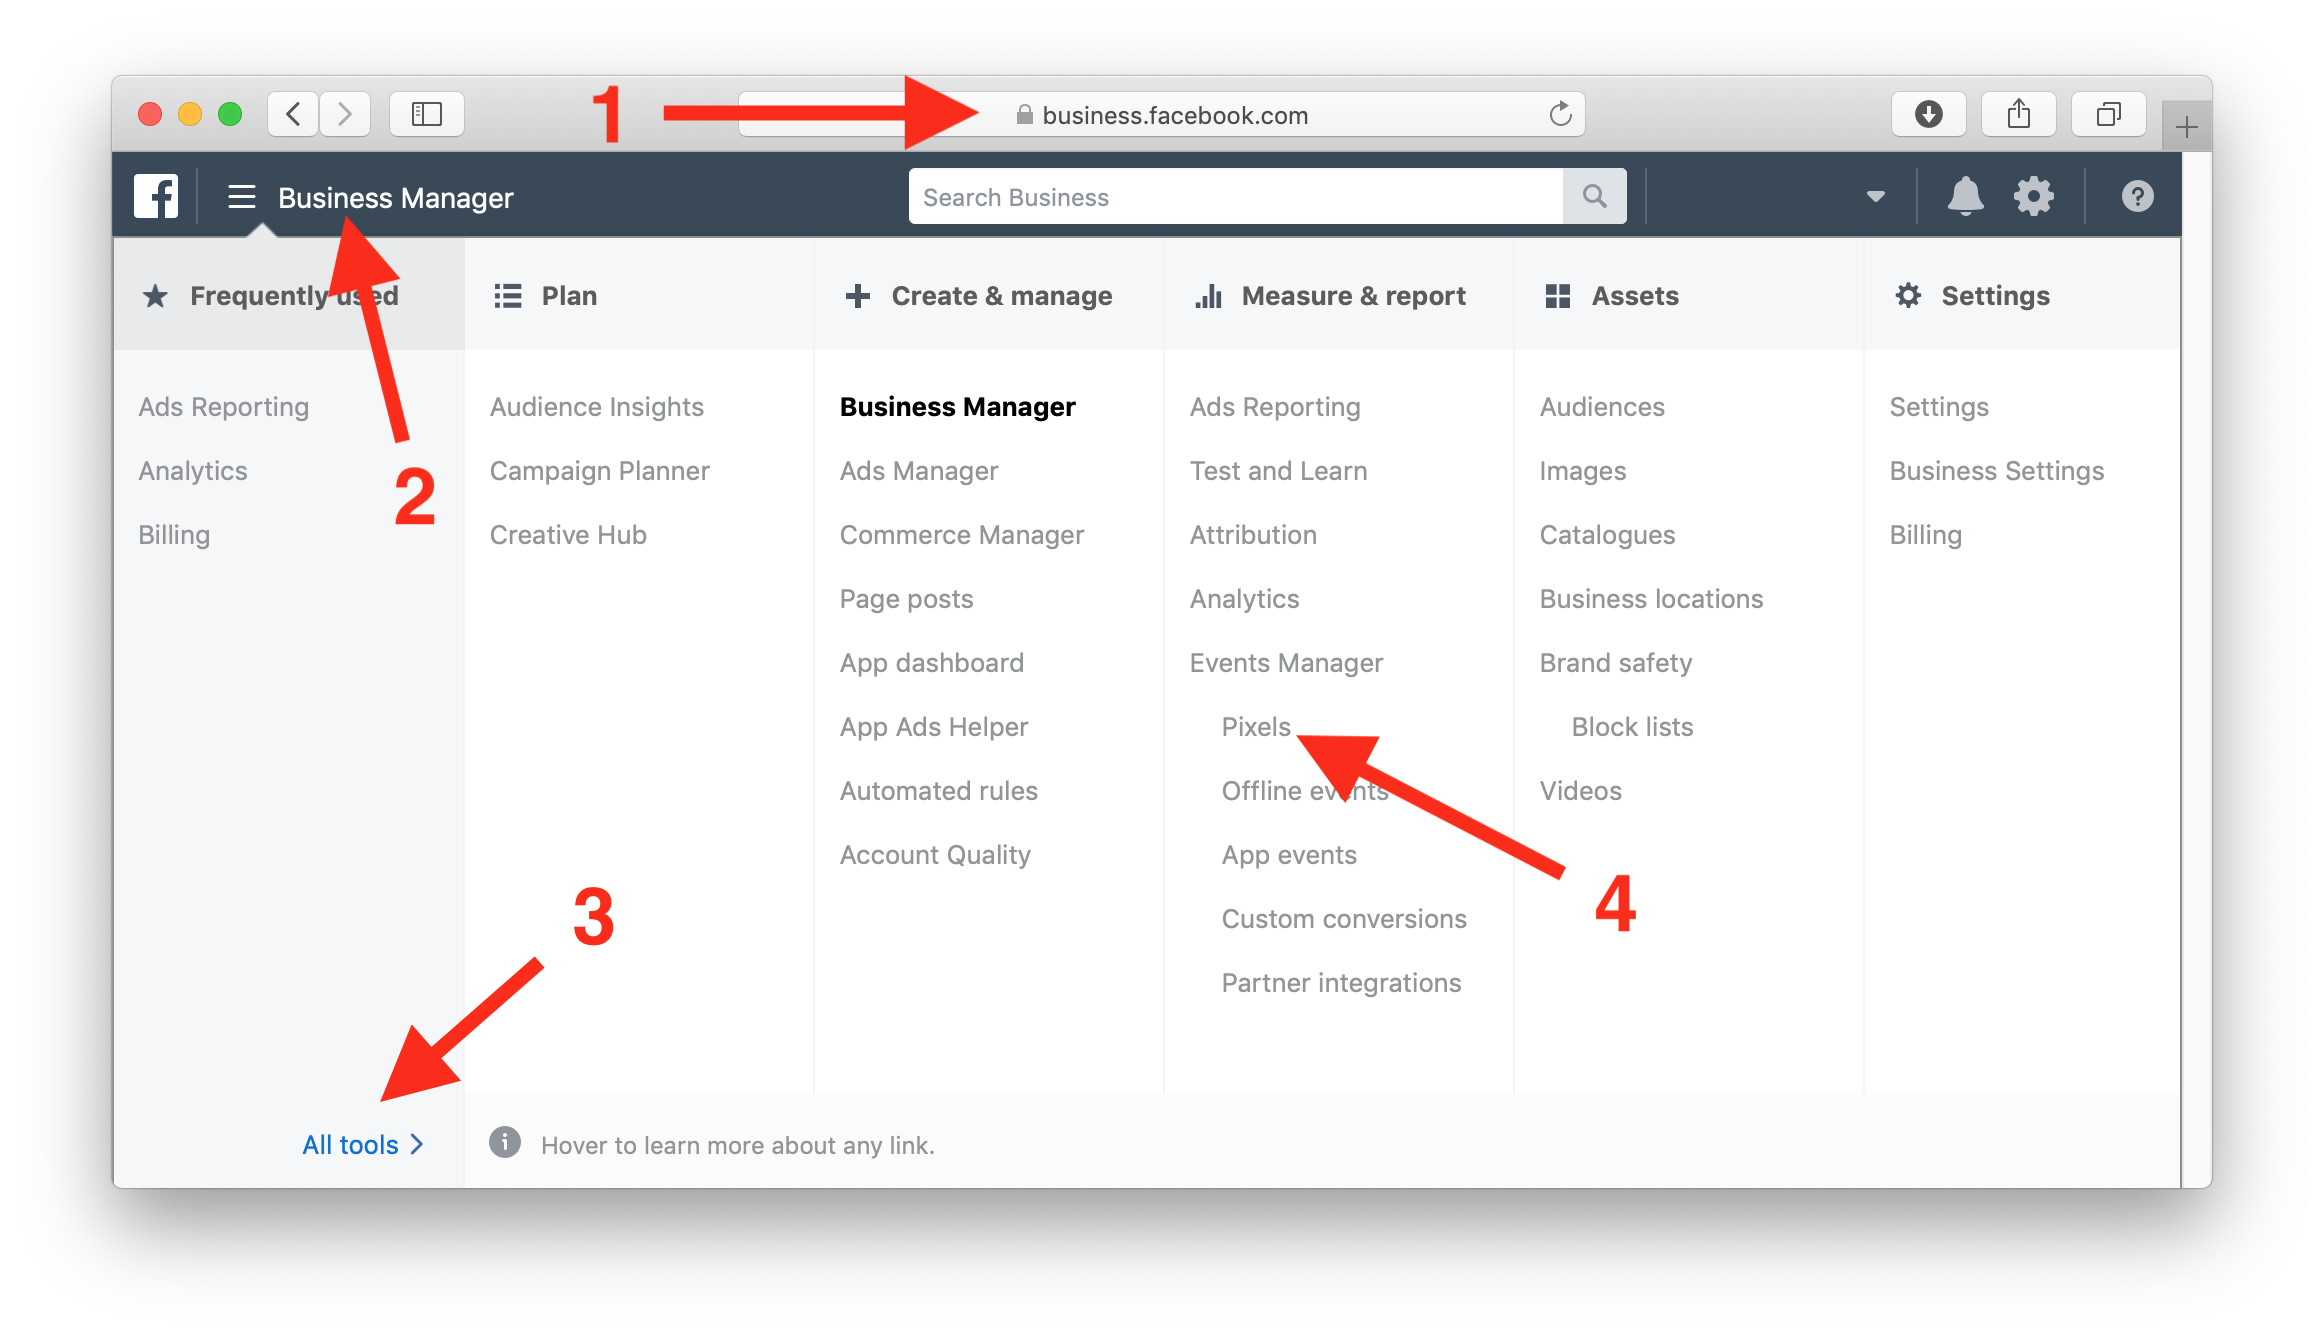 1
business.facebook.com
Business Manager
Search Business
Frequently used
Ads Reporting
Analytics
Billing
2
3
All tools
Plan
Audience Insights
Campaign Planner
Creative Hub
Create & manage
Business Manager
Ads Manager
Commerce Manager
Page posts
App dashboard
App Ads Helper
Automated rules
Account Quality
Measure & report
Ads Reporting
Test and Learn
Attribution
Analytics
Events Manager
Pixels
Offline events
App events
Custom conversions
Partner integrations
4
Assets
Audiences
Images
Catalogues
Business locations
Brand safety
Block lists
Videos
Settings
Settings
Business Settings
Billing
Hover to learn more about any link.